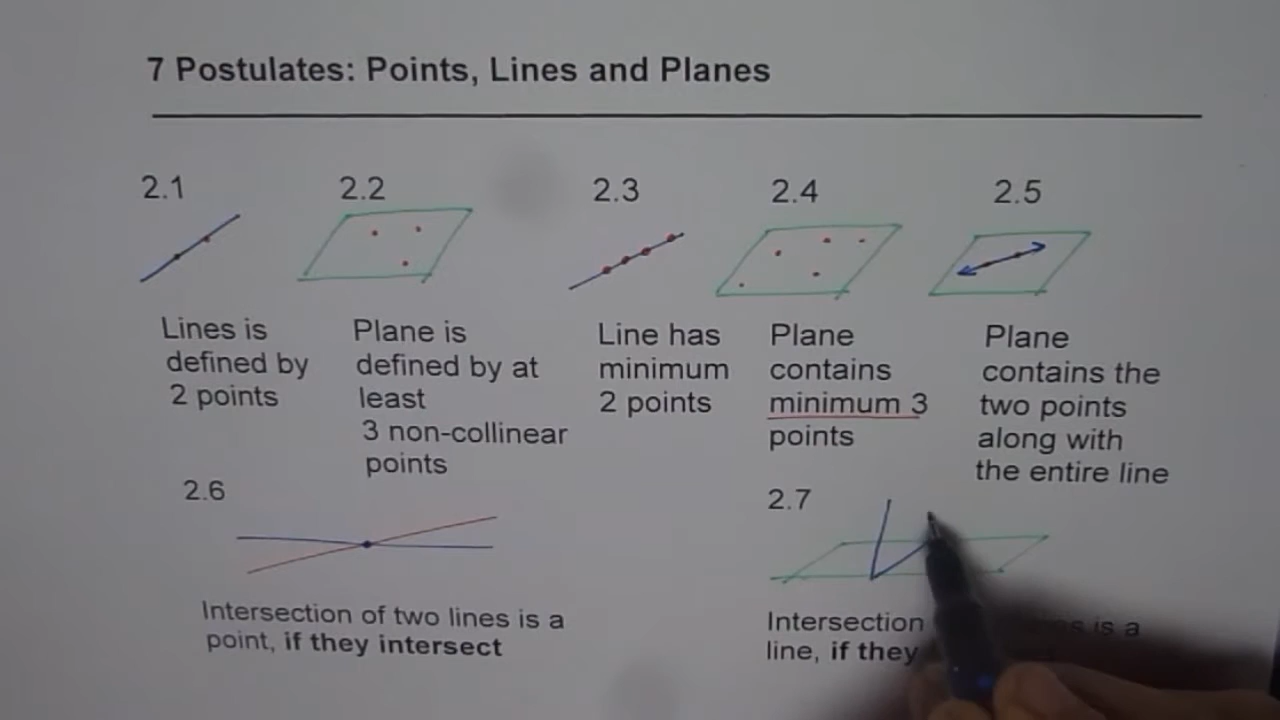 7 Postulates: Points, Lines and Planes
2.1
2.2
2.3
2.4
2.5
Lines is
defined by
2 points
Plane is
defined by at
least
3 non-collinear
points
Line has
minimum
2 points
Plane
contains
minimum 3
points
Plane
contains the
two points
along with
the entire line
2.6
2.7
Intersection of two lines is a
point, if they intersect
Intersection is a
line, if they